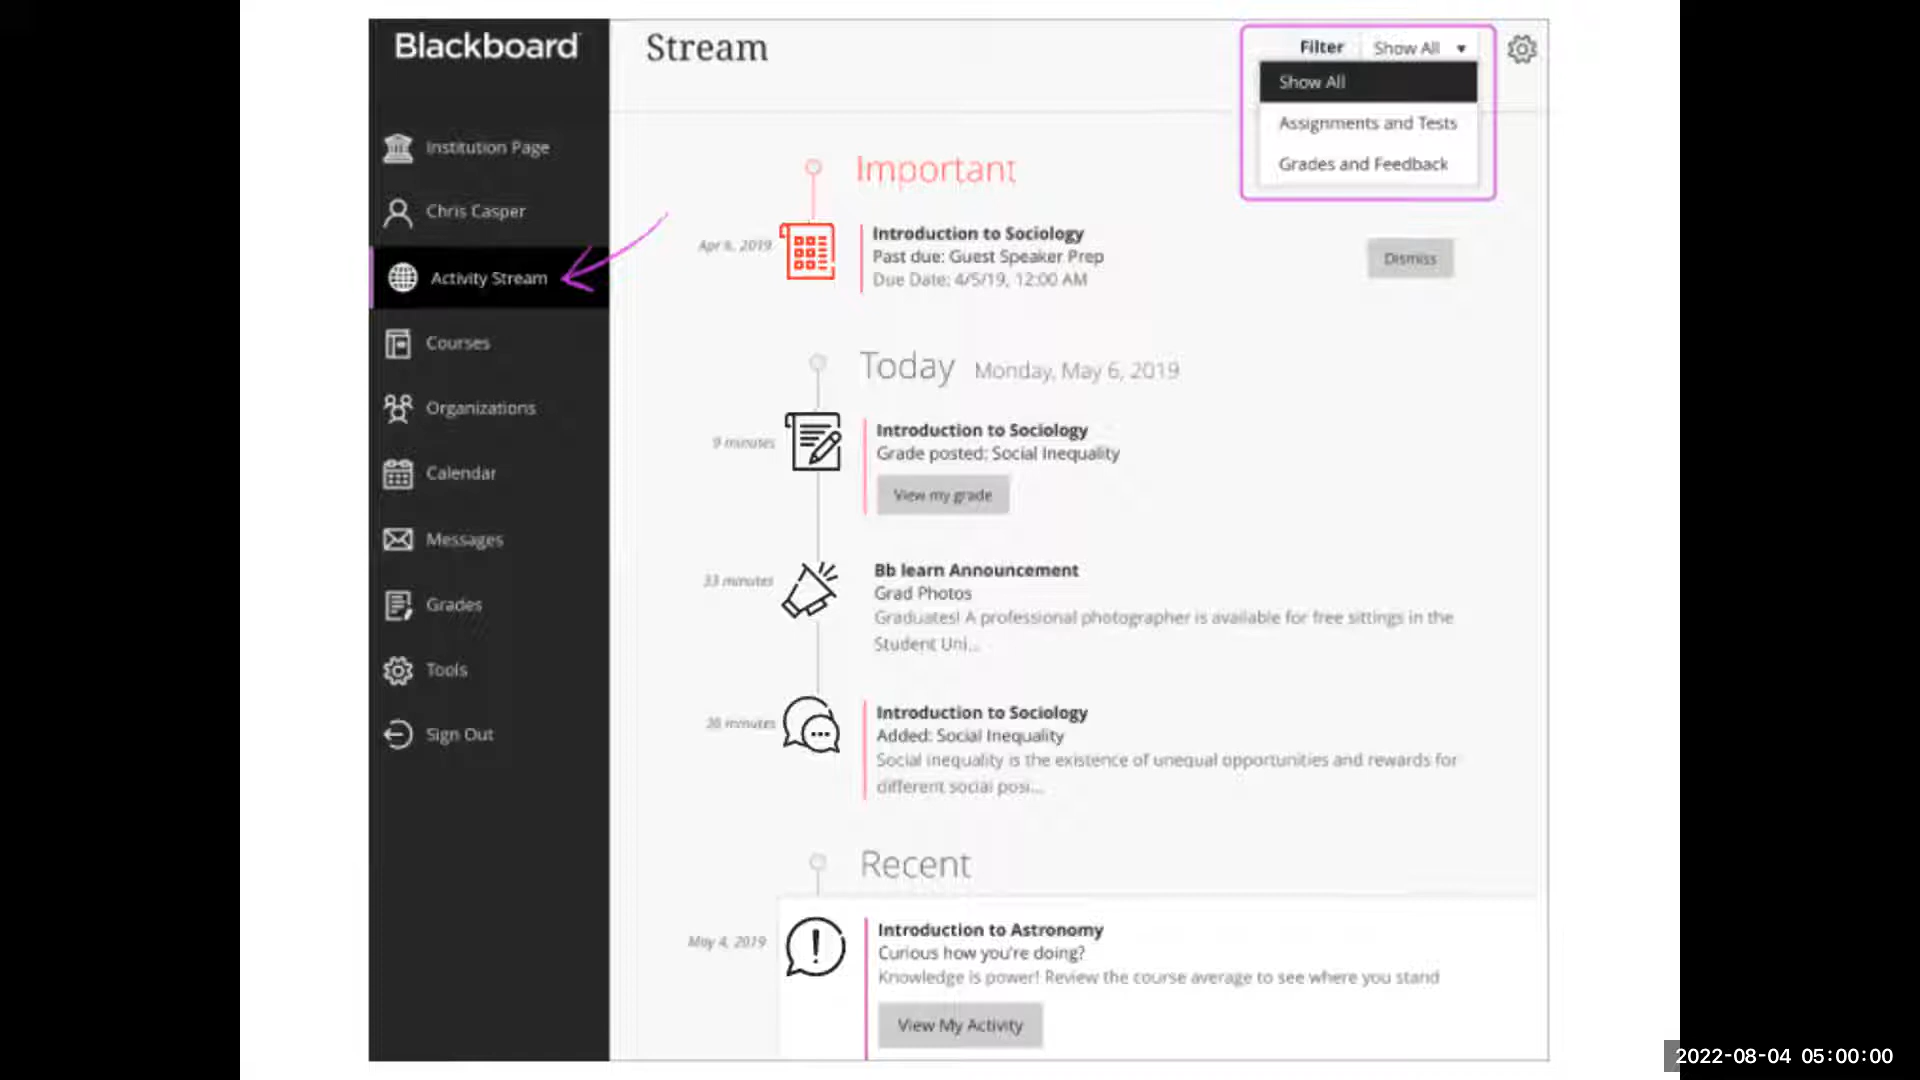 Blackboard
Institution Page
Chris Casper
Activity Stream
Courses
Organizations
Calendar
Messages
Grades
Tools
Sign Out
Stream
Filter Show All
Show All
Assignments and Tests
Grades and Feedback
Important
Apr 6, 2019
Introduction to Sociology
Past due: Guest Speaker Prep
Due Date: 4/5/19, 12:00 AM
Dismiss
Today Monday, May 6, 2019
9 minutes
Introduction to Sociology
Grade posted: Social Inequality
View my grade
33 minutes
Bb learn Announcement
Grad Photos
Graduates! A professional photographer is available for free sittings in the
Student Uni...
minutes
Introduction to Sociology
Added: Social Inequality
Social inequality is the existence of unequal opportunities and rewards for
different social posi...
Recent
May 4, 2019
Introduction to Astronomy
Curious how you're doing?
Knowledge is power! Review the course average to see where you stand
View My Activity
2022-08-04 05:00:00